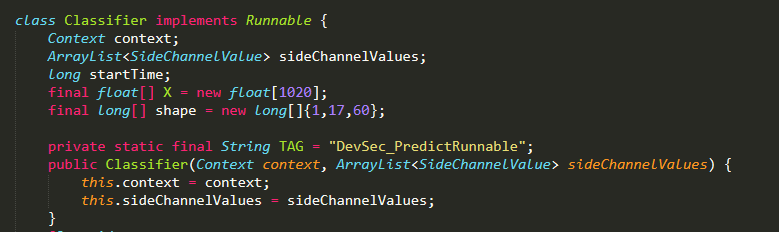 class Classifier implements Runnable {
    Context context;
    ArrayList<SideChannelValue> sideChannelValues;
    long startTime;
    final float[] X = new float[1020];
    final long[] shape = new long[]{1,17,60};

    private static final String TAG = "DevSec_PredictRunnable";
    public Classifier(Context context, ArrayList<SideChannelValue> sideChannelValues) {
        this.context = context;
        this.sideChannelValues = sideChannelValues;
    }